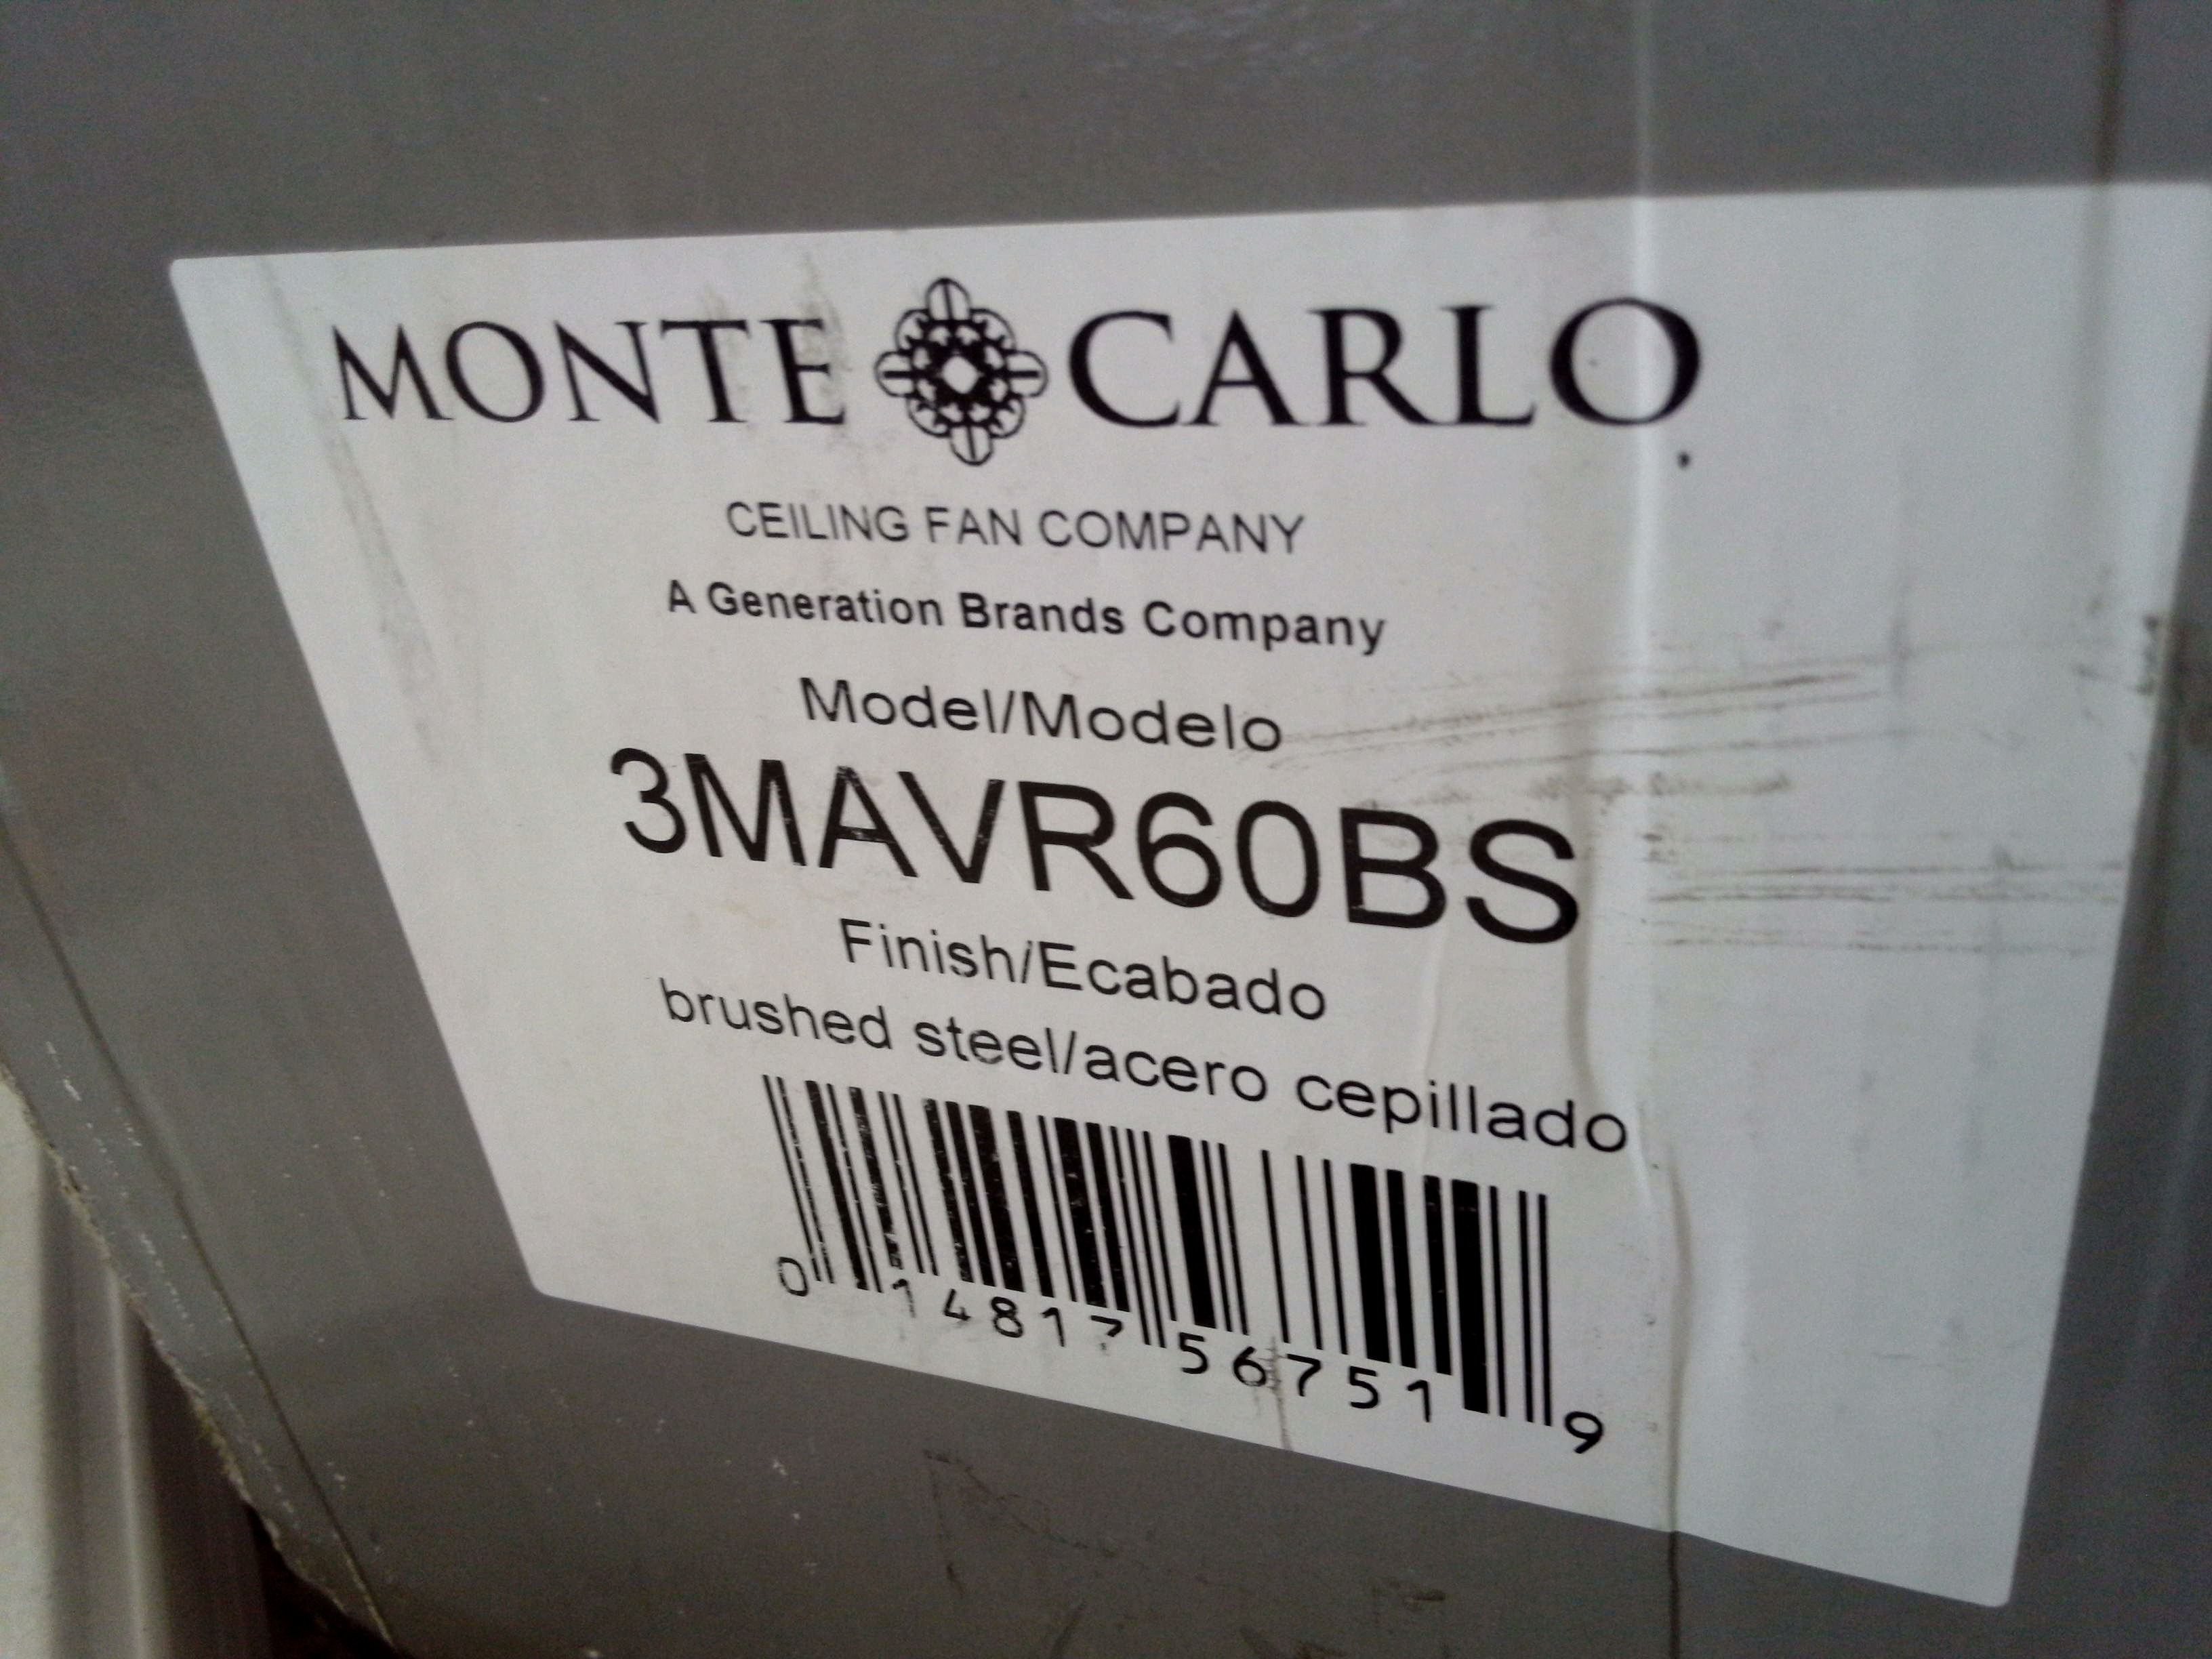 MONTE CARLO
CEILING FAN COMPANY
A Generation Brands Company
Model/Modelo
3MAVR60BS
Finish/Ecabado
brushed steel/acero cepillado
0 14817 56751 9